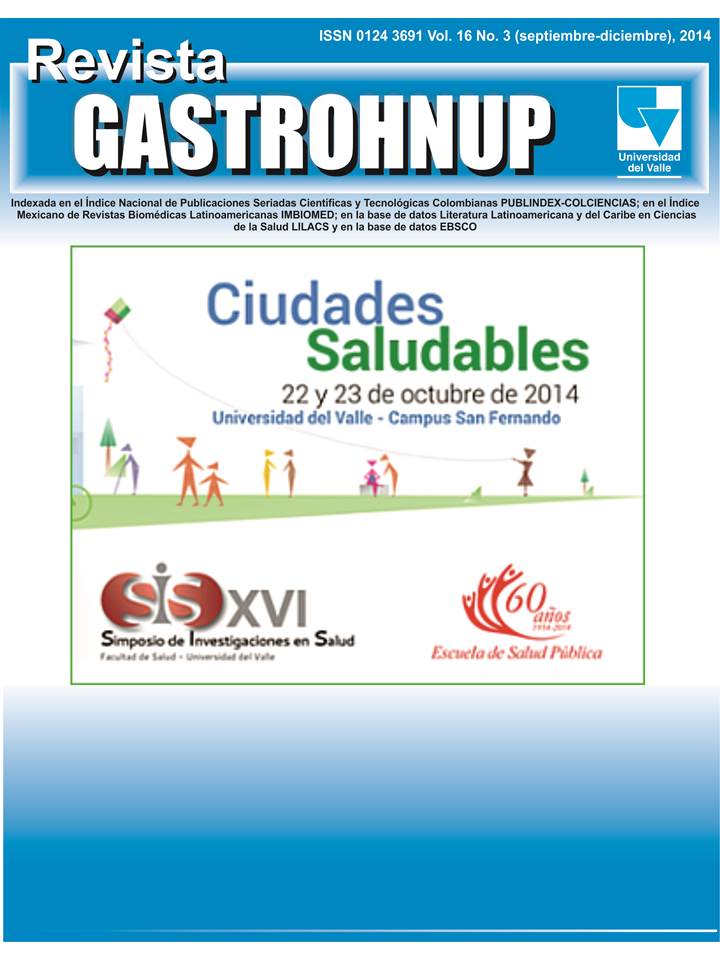 ISSN 0124 3691 Vol. 16 No. 3 (septiembre-diciembre), 2014
Revista
GASTROHNUP
Universidad
del Valle
Indexada en el Índice Nacional de Publicaciones Seriadas Científicas y Tecnológicas Colombianas PUBLINDEX-COLCIENCIAS; en el Índice
Mexicano de Revistas Biomédicas Latinoamericanas IMBIOMED; en la base de datos Literatura Latinoamericana y del Caribe en Ciencias
de la Salud LILACS y en la base de datos EBSCO
Ciudades
Saludables
22 y 23 de octubre de 2014
Universidad del Valle - Campus San Fernando
SIS XVI
Simposio de Investigaciones en Salud
Facultad de Salud - Universidad del Valle
60
años
1954-2014
Escuela de Salud Pública